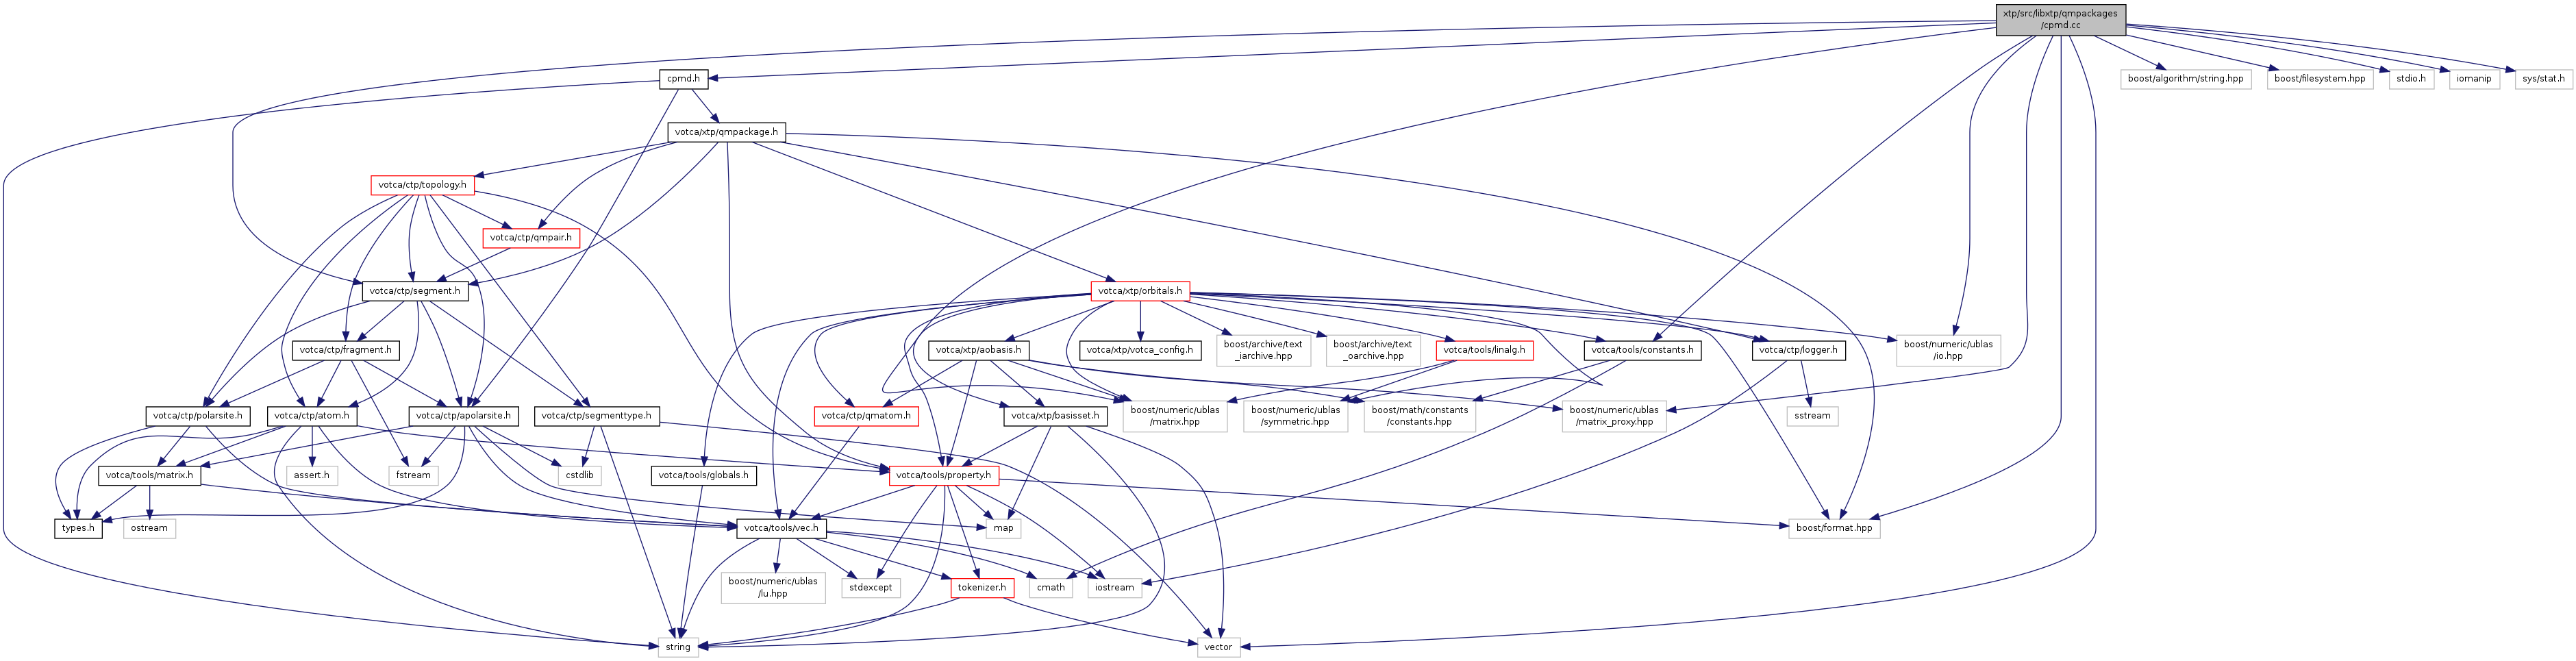 xtp/src/libxtp/qmpackages
/cpmd.cc
cpmd.h
boost/algorithm/string.hpp
boost/filesystem.hpp
stdio.h
iomanip
sys/stat.h
votca/xtp/qmpackage.h
votca/ctp/topology.h
votca/ctp/qmpair.h
votca/ctp/segment.h
votca/xtp/orbitals.h
votca/ctp/fragment.h
votca/xtp/aobasis.h
votca/xtp/votca_config.h
boost/archive/text
_iarchive.hpp
boost/archive/text
_oarchive.hpp
votca/tools/linalg.h
votca/tools/constants.h
votca/ctp/logger.h
boost/numeric/ublas
/io.hpp
votca/ctp/polarsite.h
votca/ctp/atom.h
votca/ctp/apolarsite.h
votca/ctp/segmenttype.h
votca/ctp/qmatom.h
votca/xtp/basisset.h
boost/numeric/ublas
/matrix.hpp
boost/numeric/ublas
/symmetric.hpp
boost/math/constants
/constants.hpp
boost/numeric/ublas
/matrix_proxy.hpp
sstream
votca/tools/matrix.h
assert.h
fstream
cstdlib
votca/tools/globals.h
votca/tools/property.h
types.h
ostream
votca/tools/vec.h
map
boost/format.hpp
boost/numeric/ublas
/lu.hpp
stdexcept
tokenizer.h
cmath
iostream
string
vector